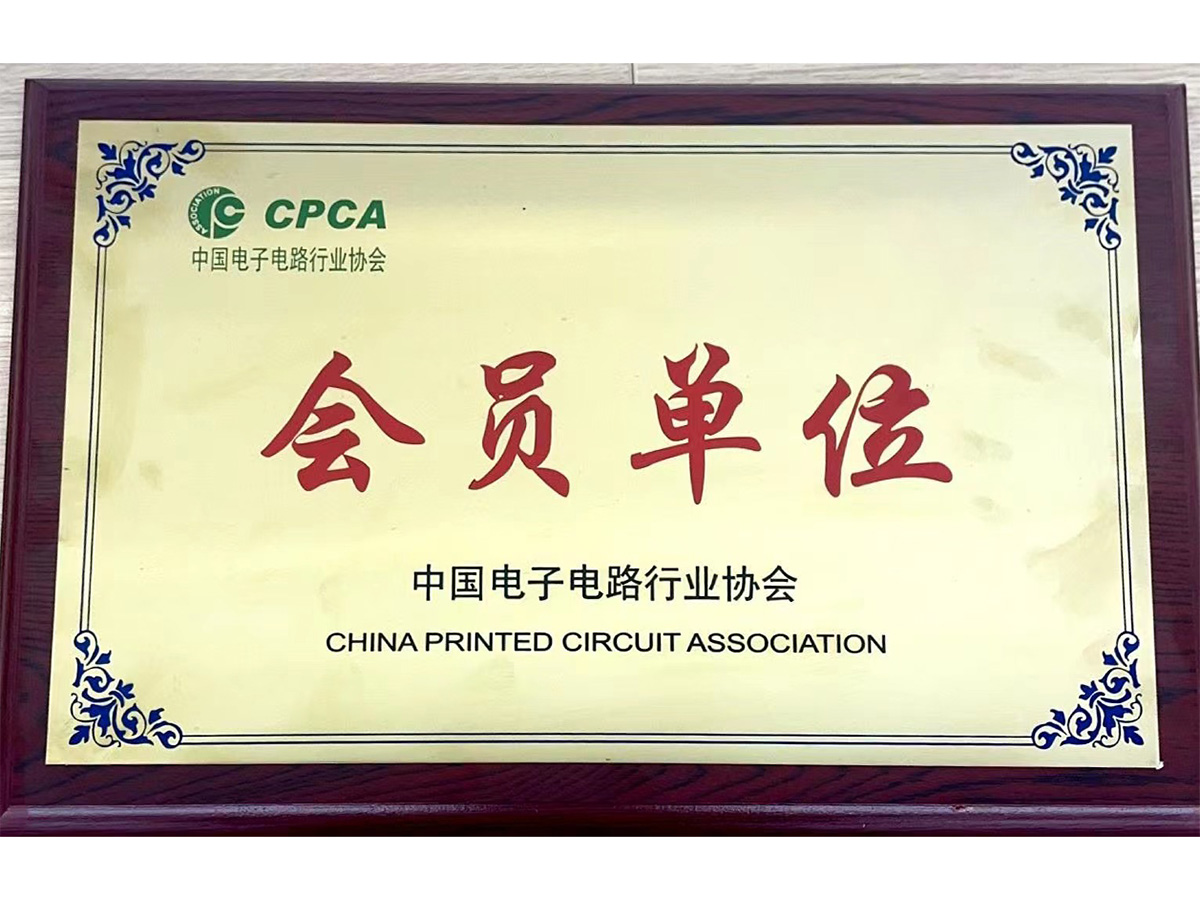 ASSOCIATION
CPCA
中国电子电路行业协会
会员单位
中国电子电路行业协会
CHINA PRINTED CIRCUIT ASSOCIATION